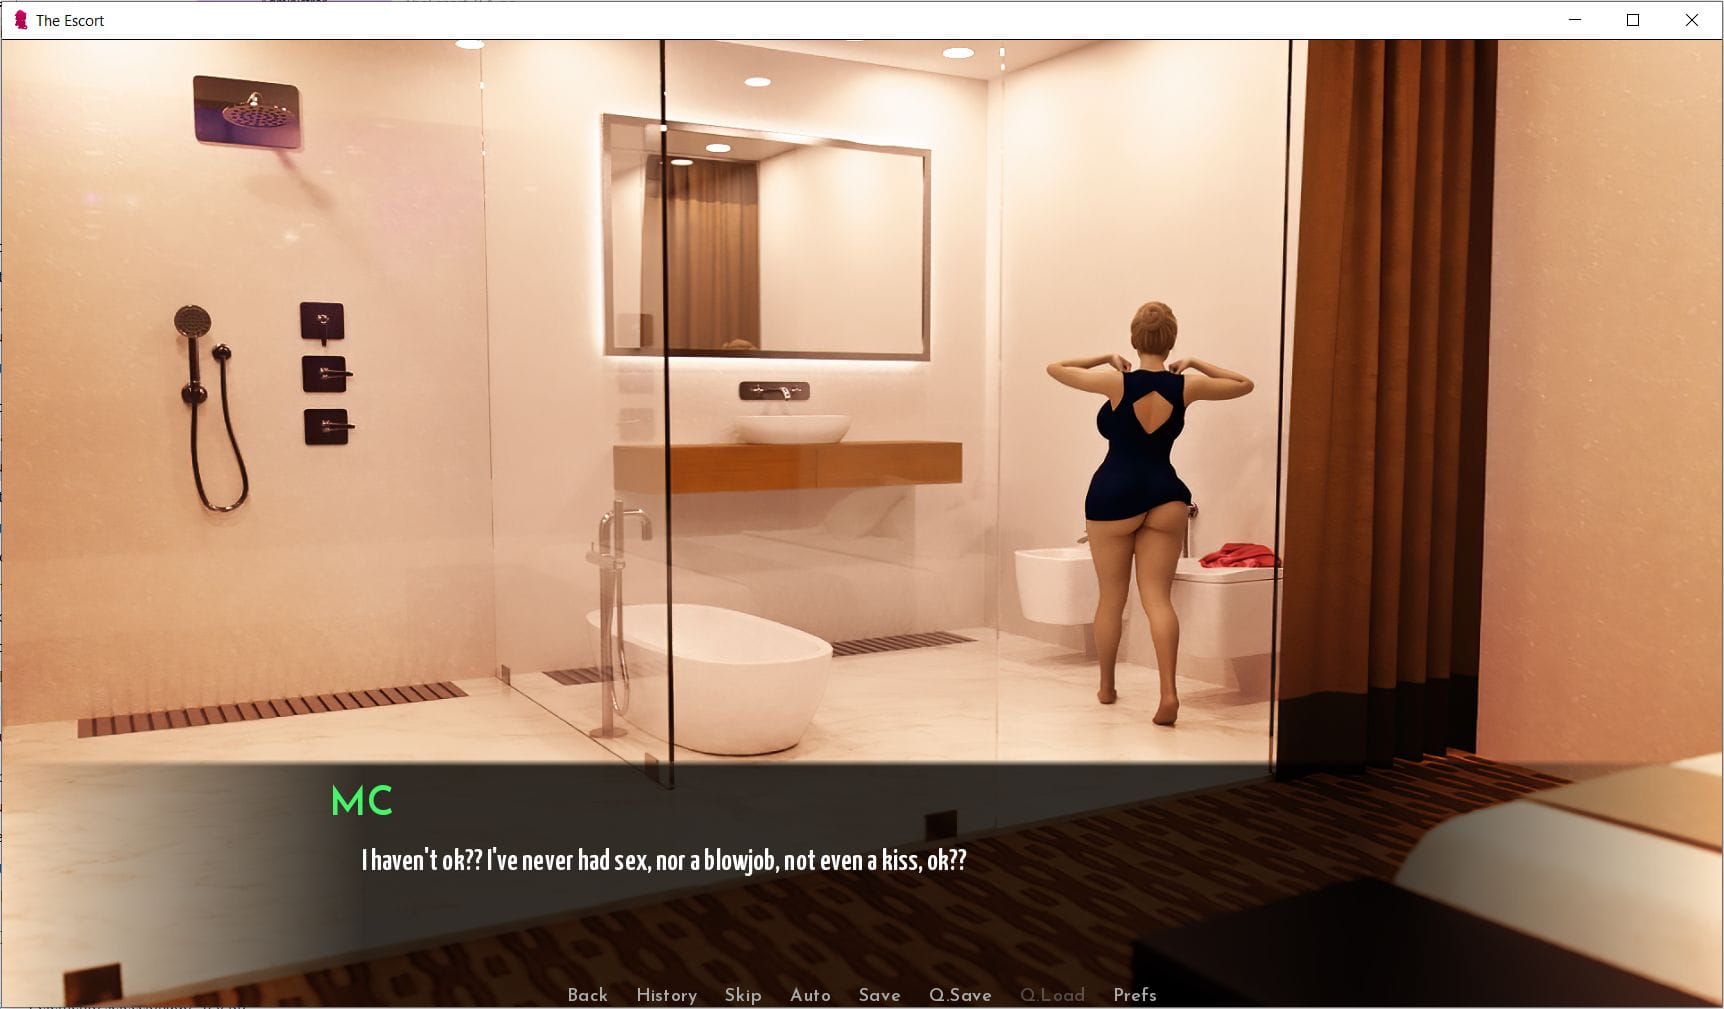 The Escort
MC
I haven't ok?? I've never had sex, nor a blowjob, not even a kiss, ok??
Back History Skip Auto Save Q.Save Q.Load Prefs